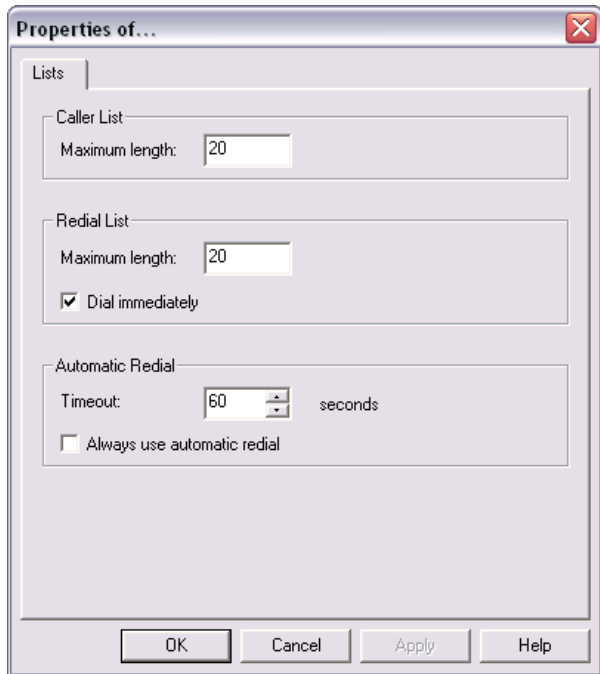 Properties of...
Lists
Caller List
Maximum length: 20
Redial List
Maximum length: 20
Dial immediately
Automatic Redial
Timeout: 60 seconds
Always use automatic redial
OK Cancel Apply Help